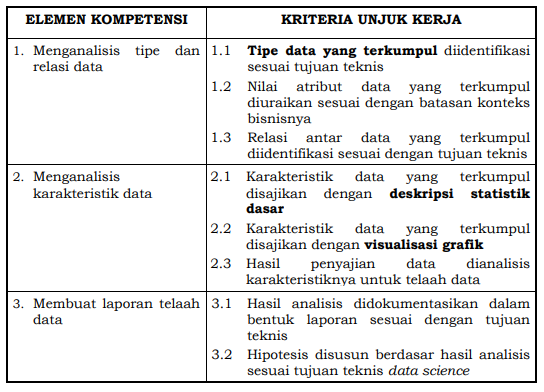 ELEMEN KOMPETENSI
KRITERIA UNJUK KERJA
1. Menganalisis tipe dan
relasi data
1.1 Tipe data yang terkumpul diidentifikasi
sesuai tujuan teknis
1.2 Nilai atribut data yang terkumpul
diuraikan sesuai dengan batasan konteks
bisnisnya
1.3 Relasi antar data yang terkumpul
diidentifikasi sesuai dengan tujuan teknis
2. Menganalisis
karakteristik data
2.1 Karakteristik data yang terkumpul
disajikan dengan deskripsi statistik
dasar
2.2 Karakteristik data yang terkumpul
disajikan dengan visualisasi grafik
2.3 Hasil penyajian data dianalisis
karakteristiknya untuk telaah data
3. Membuat laporan telaah
data
3.1 Hasil analisis didokumentasikan dalam
bentuk laporan sesuai dengan tujuan
teknis
3.2 Hipotesis disusun berdasar hasil analisis
sesuai tujuan teknis data science